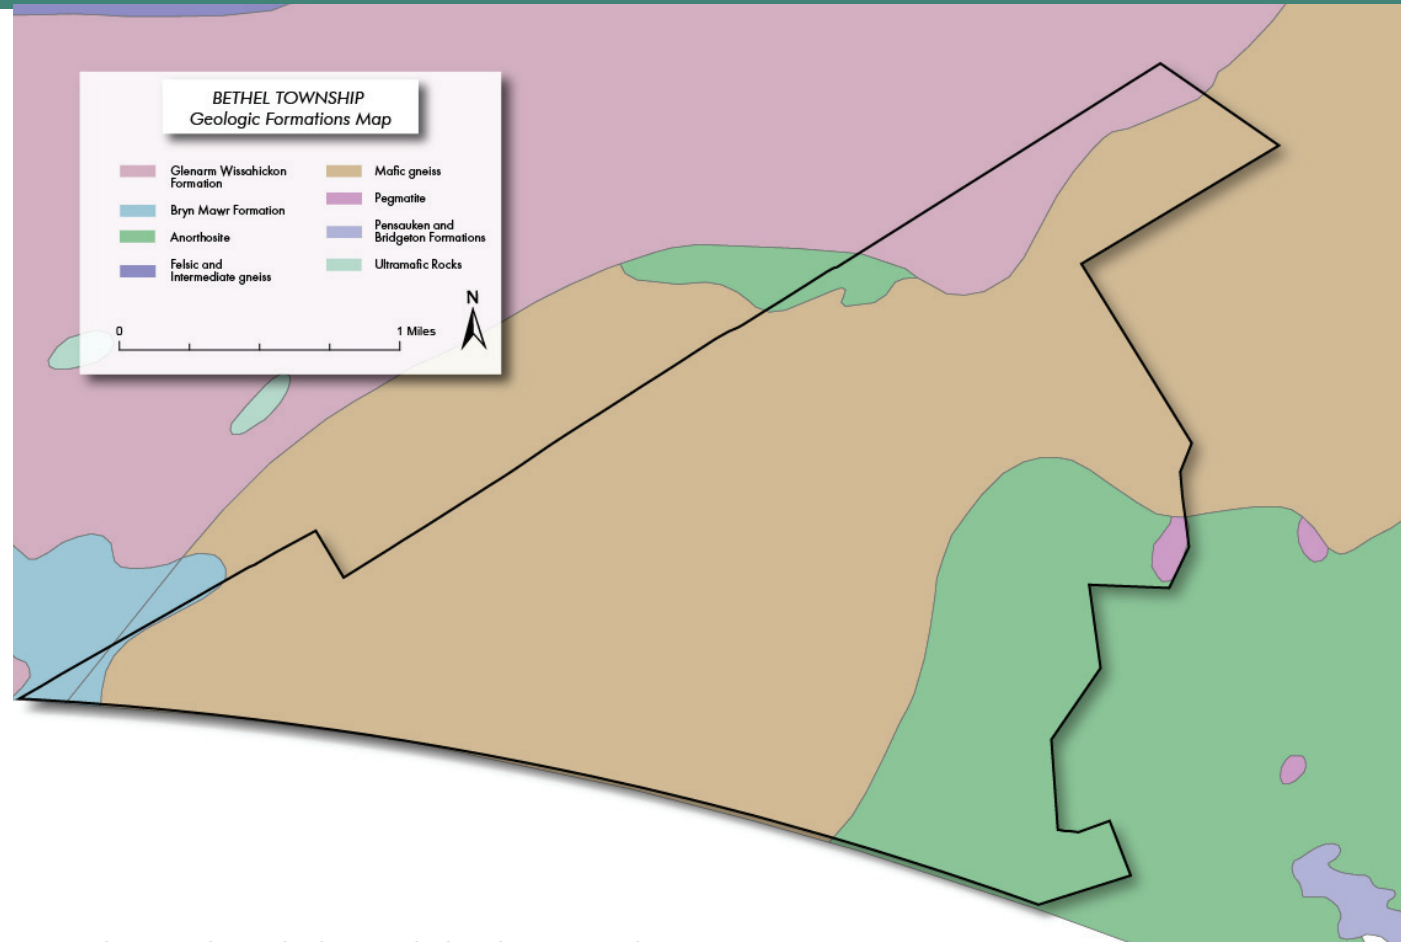 BETHEL TOWNSHIP
Geologic Formations Map
Glenarm Wissahickon
Formation
Bryn Mawr Formation
Anorthosite
Felsic and
Intermediate gneiss
Mafic gneiss
Pegmatite
Pensauken and
Bridgeton Formations
Ultramafic Rocks
N
0
1 Miles